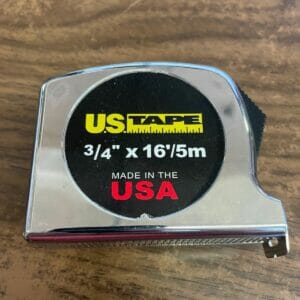 US TAPE
3/4" x 16'/5m
MADE IN THE
USA